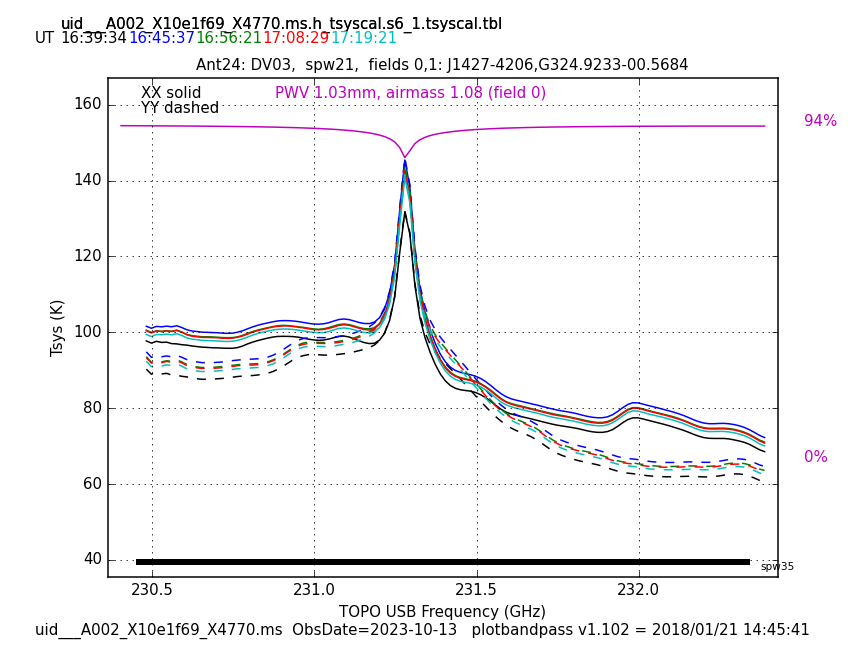 uid___A002_X10e1f69_X4770.ms.h_tsyscal.s6_1.tsyscal.tbl
UT 16:39:34 16:45:37 16:56:21 17:08:29 17:19:21
Ant24: DV03,  spw21,  fields 0,1: J1427-4206,G324.9233-00.5684
XX solid
YY dashed
PWV 1.03mm, airmass 1.08 (field 0)
94%
0%
160
140
120
100
80
60
40
Tsys (K)
spw35
230.5 231.0 231.5 232.0
TOPO USB Frequency (GHz)
uid___A002_X10e1f69_X4770.ms  ObsDate=2023-10-13   plotbandpass v1.102 = 2018/01/21 14:45:41